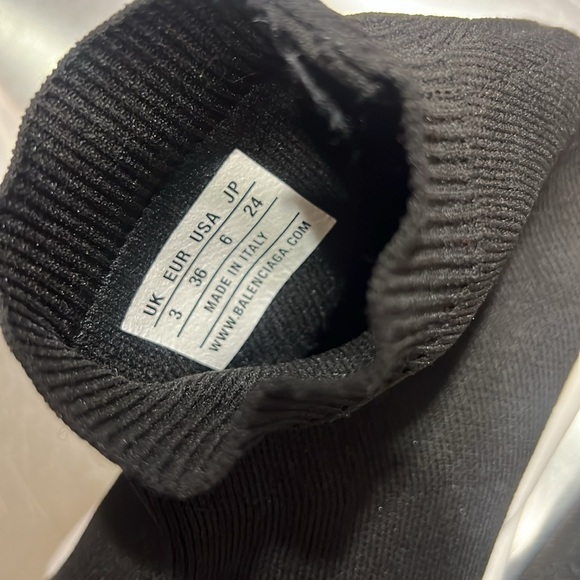 UK EUR USA JP
3 36 6 24
MADE IN ITALY
WWW.BALENCIAGA.COM